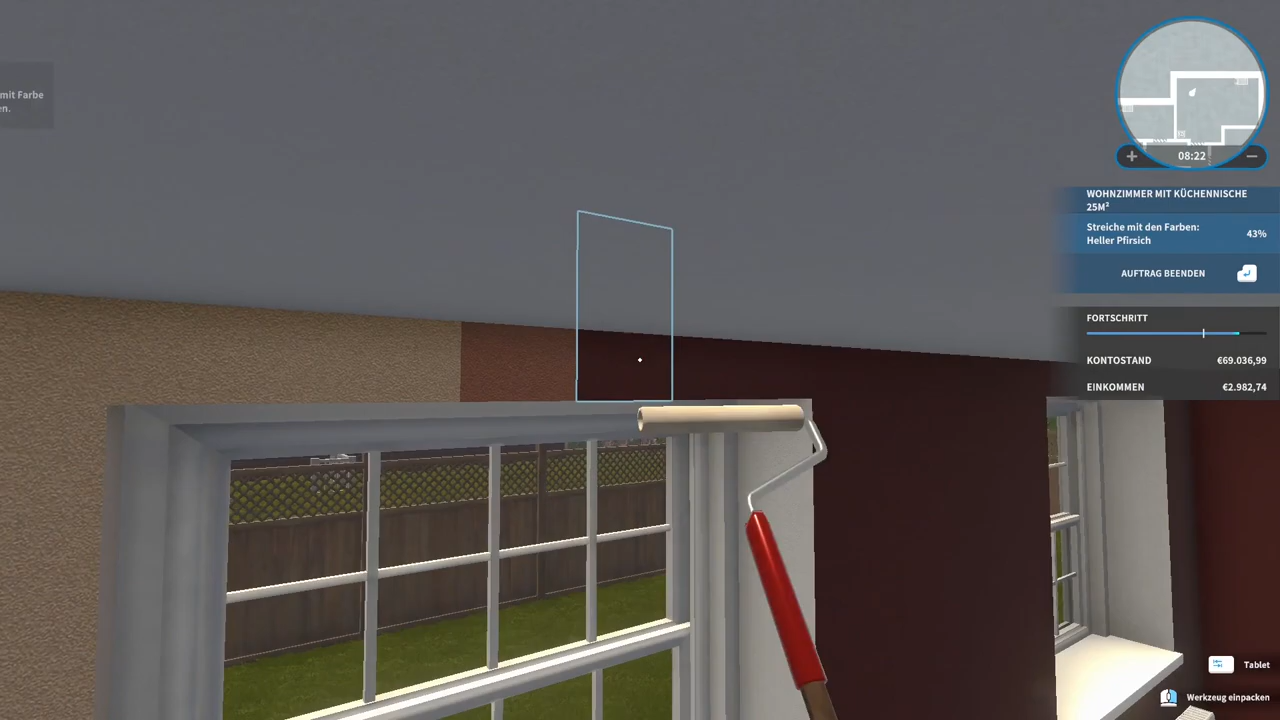 mit Farbe
en.
08:22
WOHNZIMMER MIT KÜCHENNISCHE
25M²
Streiche mit den Farben:
Heller Pfirsich
43%
AUFTRAG BEENDEN
FORTSCHRITT
KONTOSTAND €69.036,99
EINKOMMEN €2.982,74
Tablet
Werkzeug einpacken